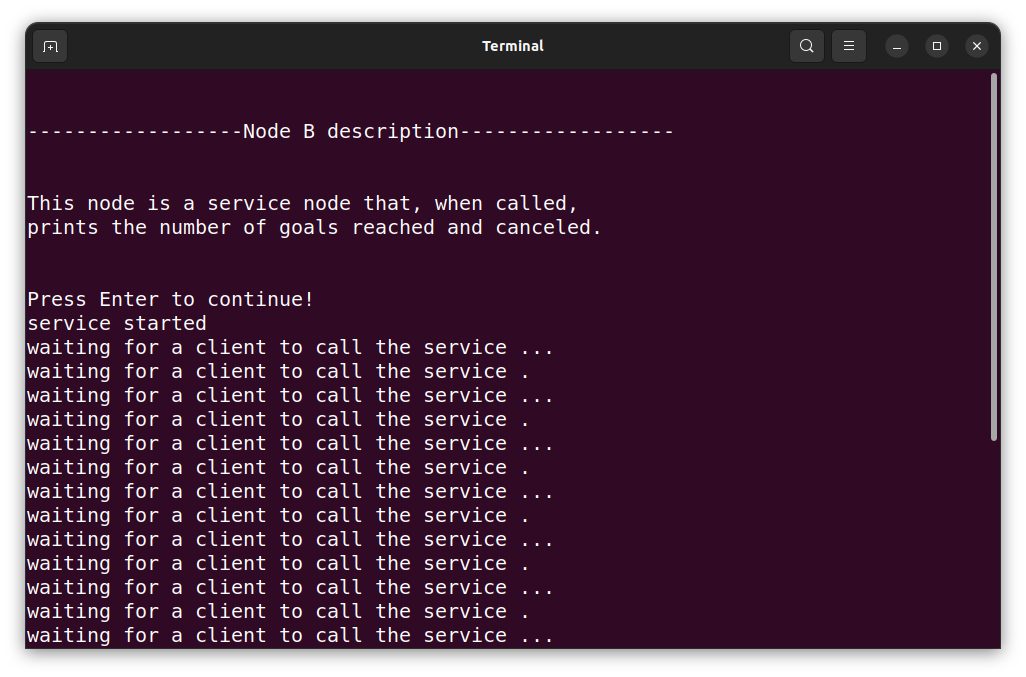 Terminal
------------------Node B description------------------
This node is a service node that, when called,
prints the number of goals reached and canceled.
Press Enter to continue!
service started
waiting for a client to call the service ...
waiting for a client to call the service .
waiting for a client to call the service ...
waiting for a client to call the service .
waiting for a client to call the service ...
waiting for a client to call the service .
waiting for a client to call the service ...
waiting for a client to call the service .
waiting for a client to call the service ...
waiting for a client to call the service .
waiting for a client to call the service ...
waiting for a client to call the service .
waiting for a client to call the service ...